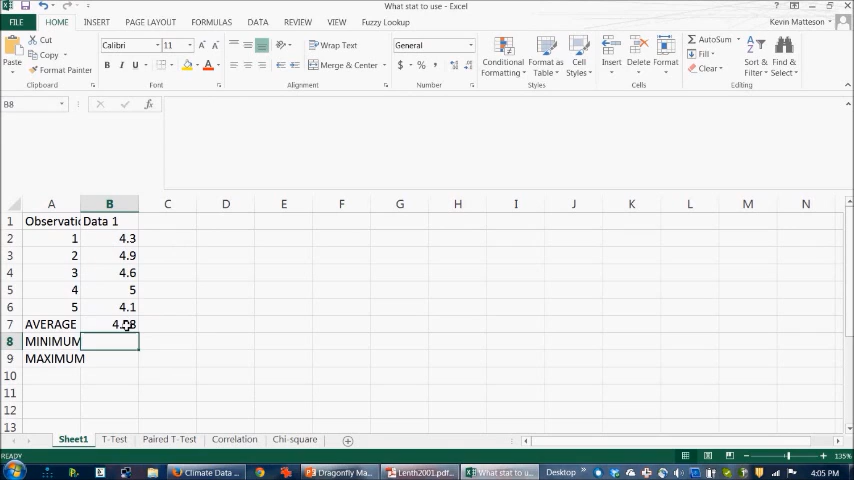 What stat to use - Excel
FILE HOME INSERT PAGE LAYOUT FORMULAS DATA REVIEW VIEW Fuzzy Lookup Kevin Matteson
Cut
Copy
Format Painter
Paste
Clipboard
Calibri 11
B I U
Font
Wrap Text
Merge & Center
Alignment
General
$ % ,
Number
Conditional Formatting
Format as Table
Cell Styles
Styles
Insert Delete Format
Cells
AutoSum
Fill
Clear
Sort & Filter
Find & Select
Editing
B8 fx
A B C D E F G H I J K L M N
1 Observatio Data 1
2 1 4.3
3 2 4.9
4 3 4.6
5 4 5
6 5 4.1
7 AVERAGE
8 MINIMUM
9 MAXIMUM
10
11
12
13
Sheet1 T-Test Paired T-Test Correlation Chi-square
READY 135%
Climate Data ... Dragonfly Ma... Lenth2001.pdf... What stat to us... Desktop 4:05 PM